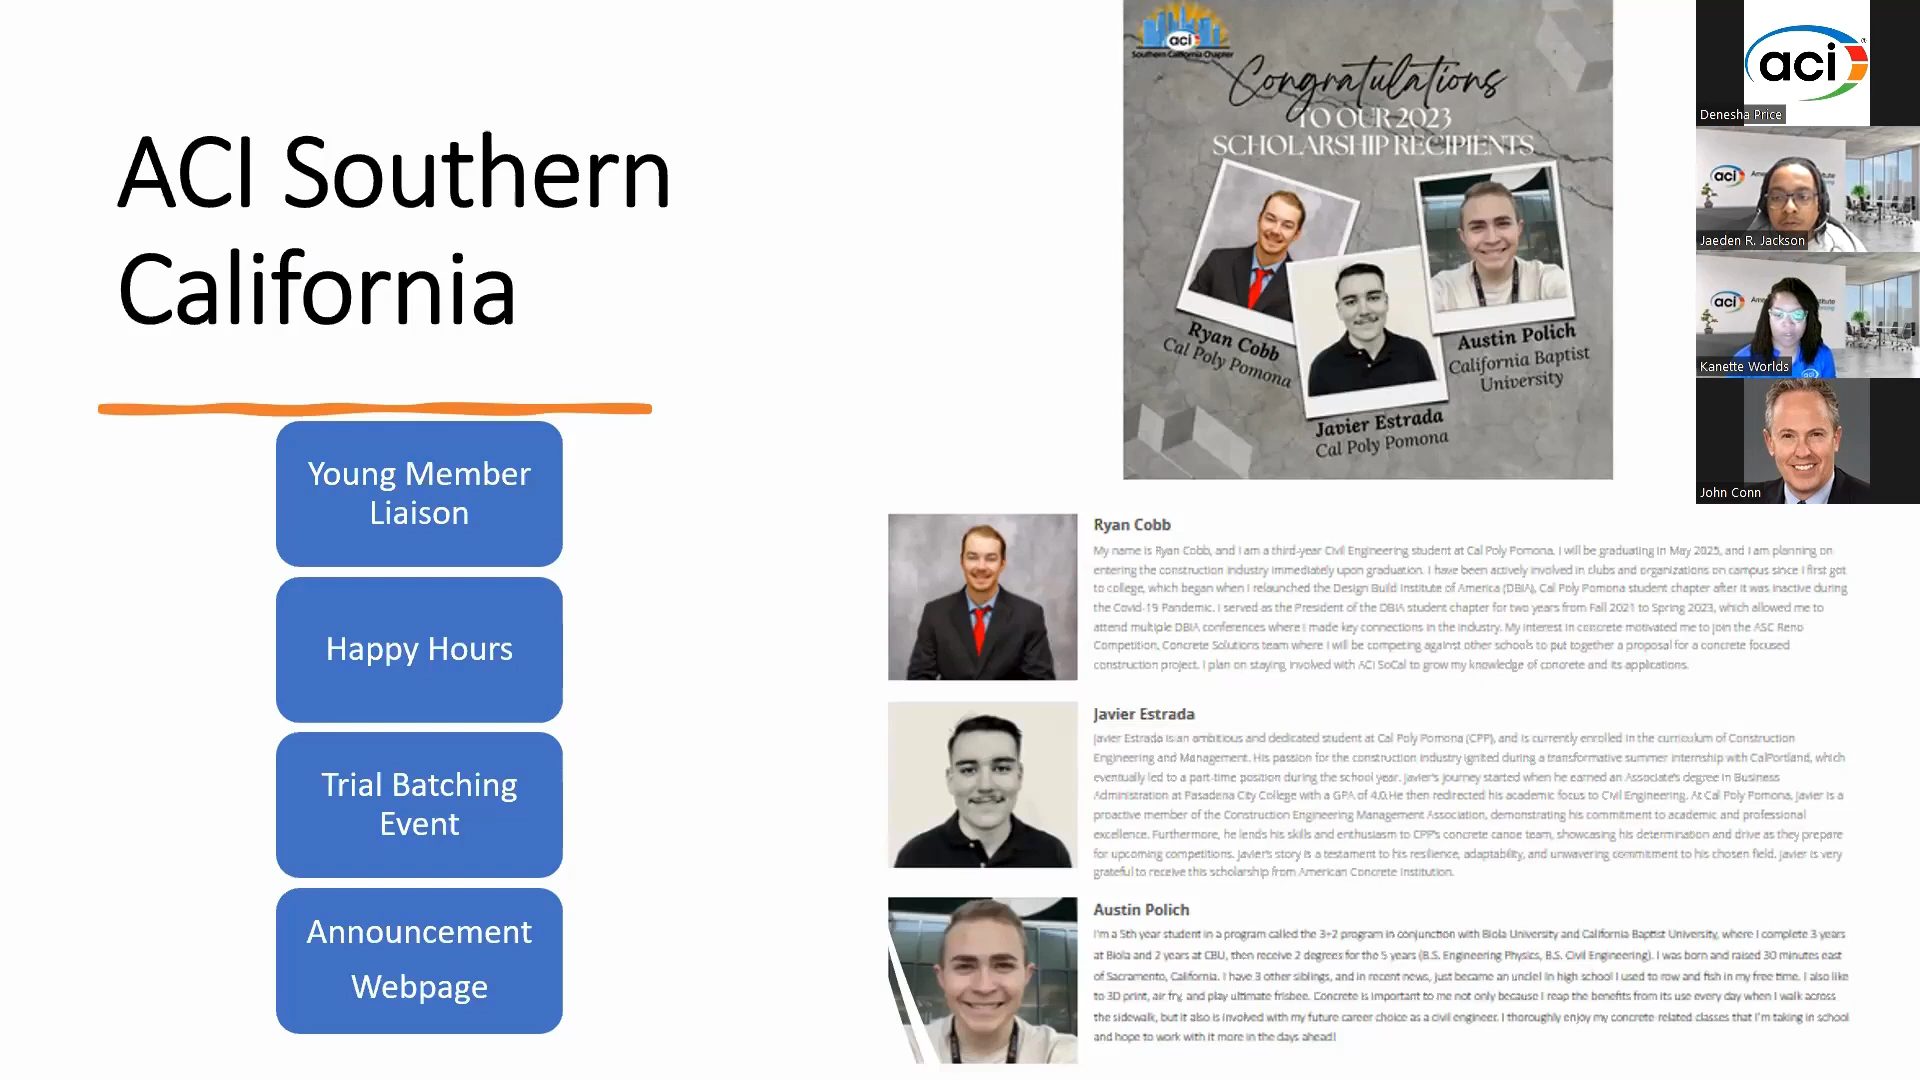 ACI Southern
California
Young Member
Liaison
Happy Hours
Trial Batching
Event
Announcement
Webpage
aci
Southern California Chapter
Congratulations
TO OUR 2023
SCHOLARSHIP RECIPIENTS
Ryan Cobb
Cal Poly Pomona
Austin Polich
California Baptist
University
Javier Estrada
Cal Poly Pomona
Ryan Cobb
My name is Ryan Cobb, and I am a third-year Civil Engineering student at Cal Poly Pomona. I will be graduating in May 2025, and I am planning on
entering the construction industry immediately upon graduation. I have been actively involved in clubs and organizations on campus since I first got
to college, which began when I relaunched the Design Build Institute of America (DBIA), Cal Poly Pomona student chapter after it was inactive during
the Covid-19 Pandemic. I served as the President of the DBIA student chapter for two years from Fall 2021 to Spring 2023, which allowed me to
attend multiple DBIA conferences where I made key connections in the industry. My interest in concrete motivated me to join the ASC Reno
Competition, Concrete Solutions team where I will be competing against other schools to put together a proposal for a concrete focused
construction project. I plan on staying involved with ACI SoCal to grow my knowledge of concrete and its applications.
Javier Estrada
Javier Estrada is an ambitious and dedicated student at Cal Poly Pomona (CPP), and is currently enrolled in the curriculum of Construction
Engineering and Management. His passion for the construction industry ignited during a transformative summer internship with CalPortland, which
eventually led to a part-time position during the school year. Javier's journey started when he earned an Associate's degree in Business
Administration at Pasadena City College with a GPA of 4.0.He then redirected his academic focus to Civil Engineering. At Cal Poly Pomona, Javier is a
proactive member of the Construction Engineering Management Association, demonstrating his commitment to academic and professional
excellence. Furthermore, he lends his skills and enthusiasm to CPP's concrete canoe team, showcasing his determination and drive as they prepare
for upcoming competitions. Javier's story is a testament to his resilience, adaptability, and unwavering commitment to his chosen field. Javier is very
grateful to receive this scholarship from American Concrete Institution.
Austin Polich
I'm a 5th year student in a program called the 3+2 program in conjunction with Biola University and California Baptist University, where I complete 3 years
at Biola and 2 years at CBU, then receive 2 degrees for the 5 years (B.S. Engineering Physics, B.S. Civil Engineering). I was born and raised 30 minutes east
of Sacramento, California. I have 3 other siblings, and in recent news, just became an uncle! In high school I used to row and fish in my free time. I also like
to 3D print, air fry, and play ultimate frisbee. Concrete is important to me not only because I reap the benefits from its use every day when I walk across
the sidewalk, but it also is involved with my future career choice as a civil engineer. I thoroughly enjoy my concrete-related classes that I'm taking in school
and hope to work with it more in the days ahead!
aci
Denesha Price
aci
Jaeden R. Jackson
aci
Kanette Worlds
John Conn